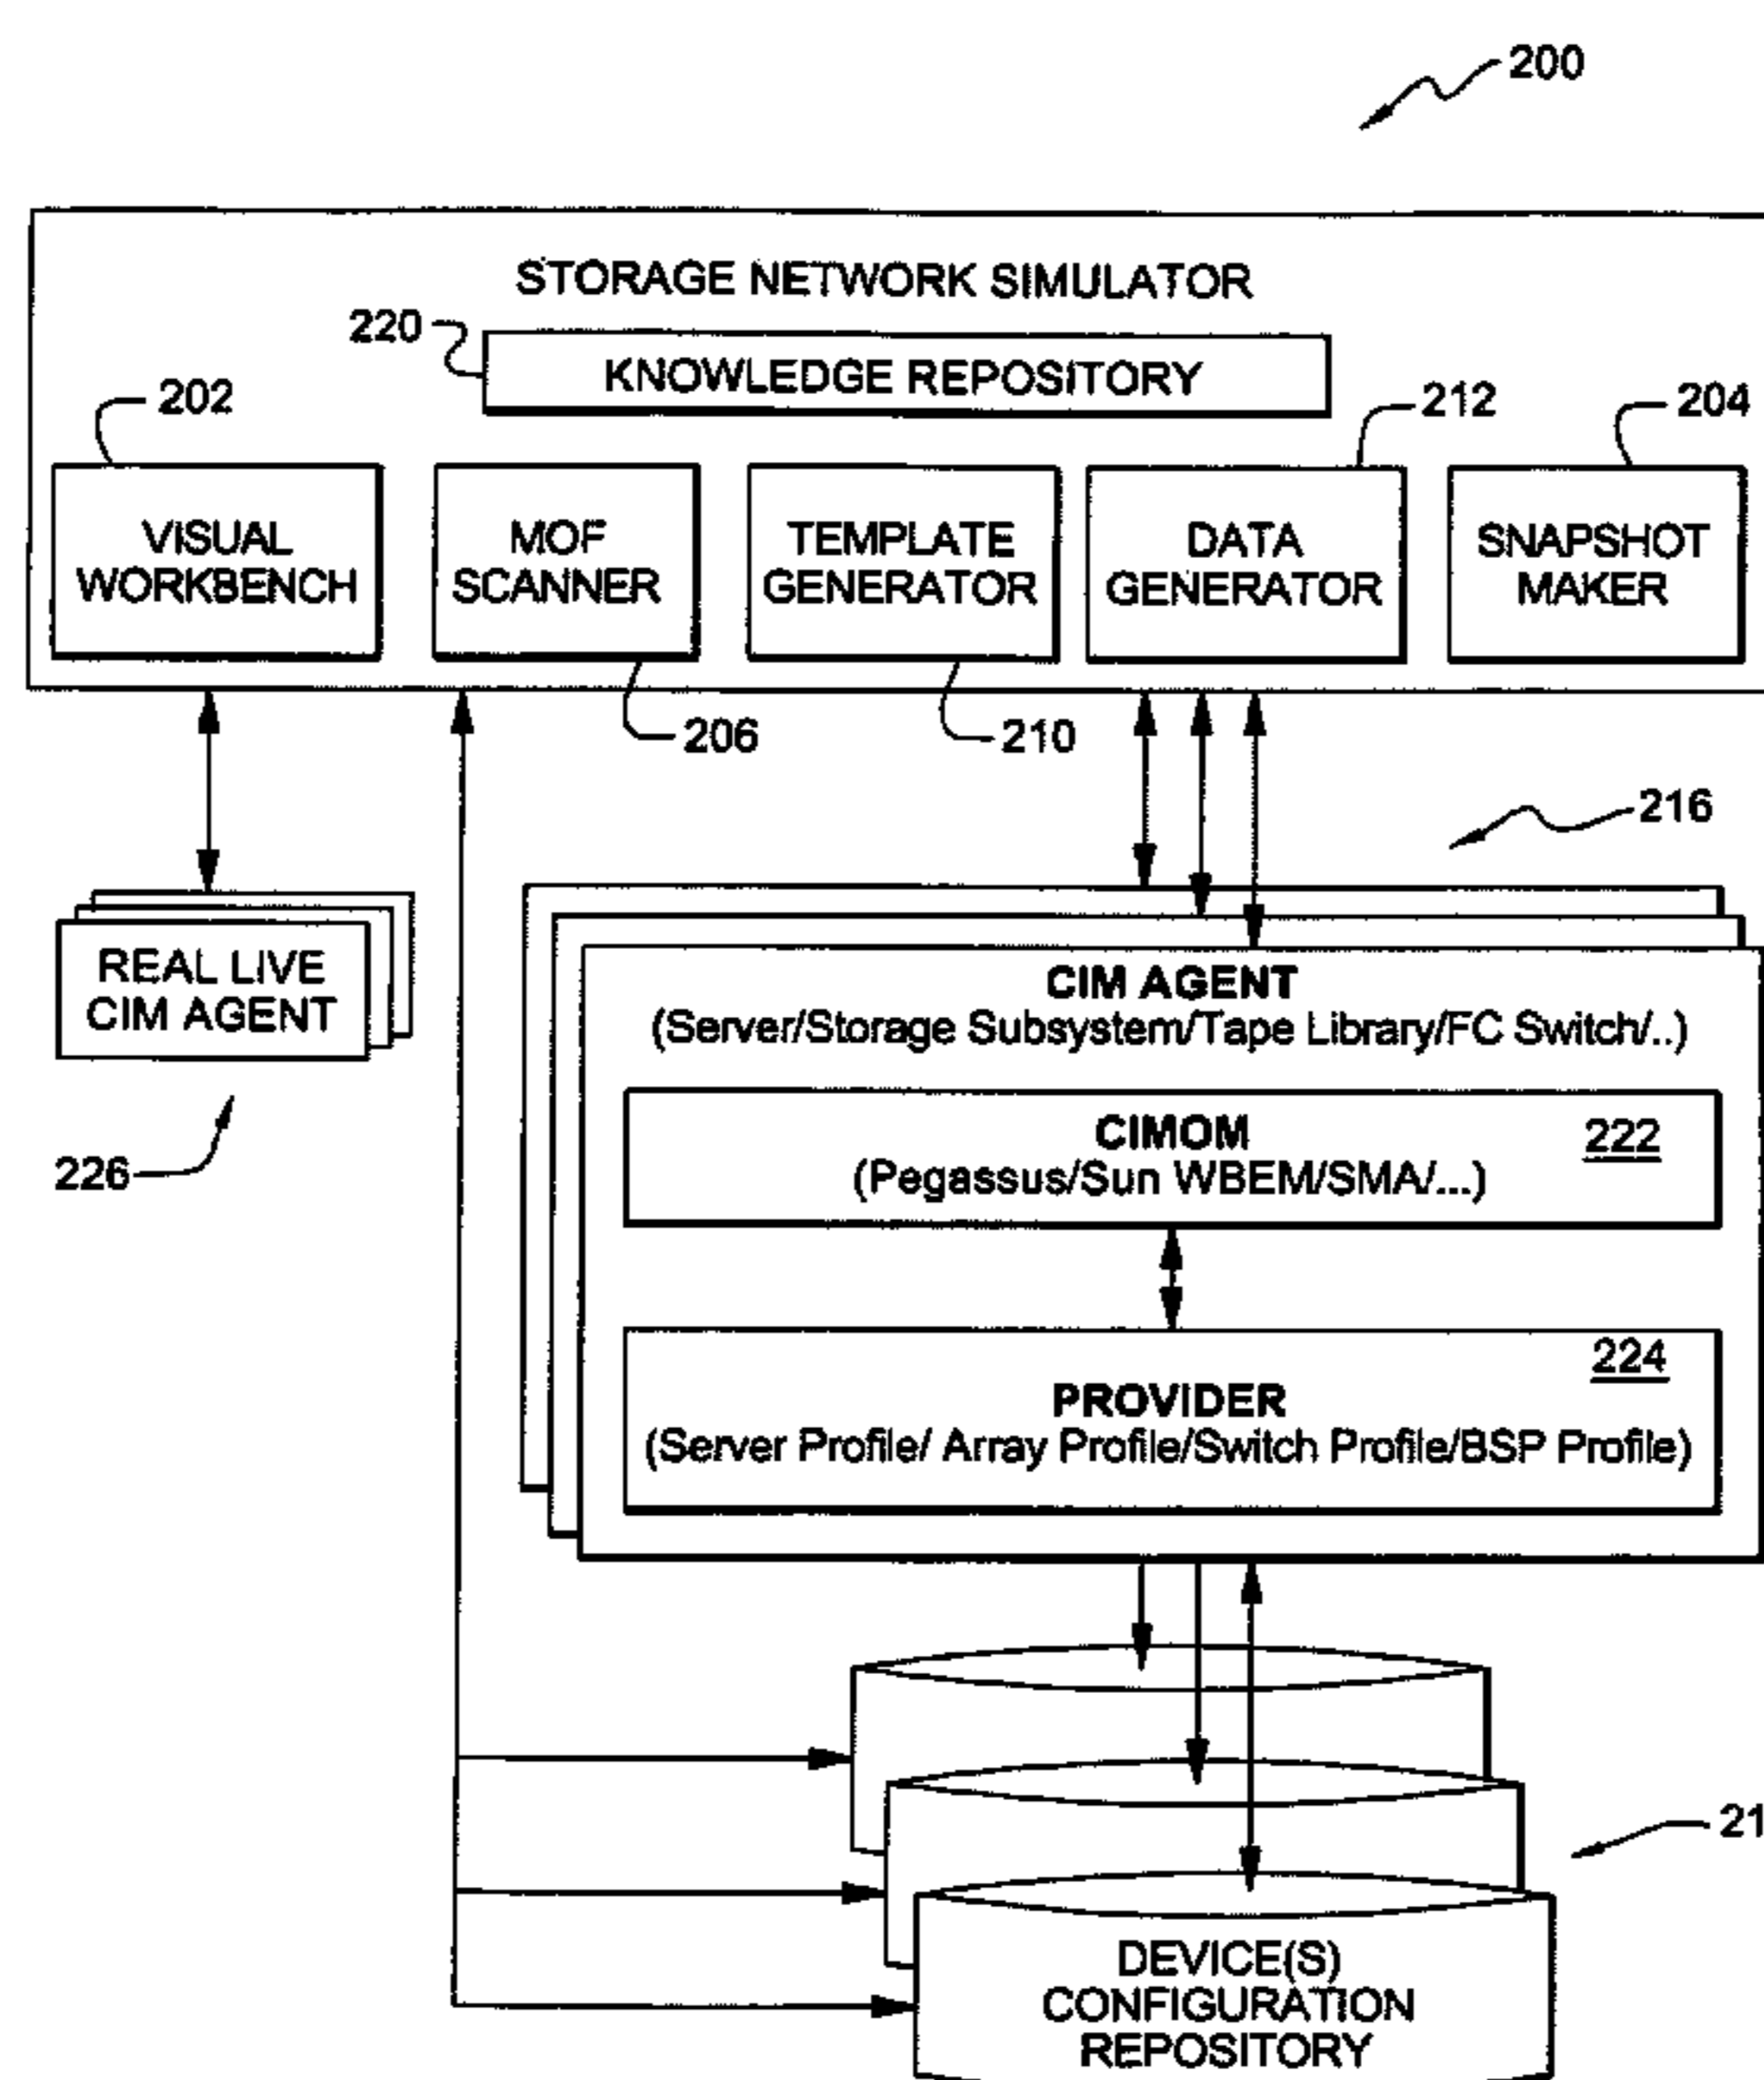 200
STORAGE NETWORK SIMULATOR
220
KNOWLEDGE REPOSITORY
202
212
204
VISUAL
WORKBENCH
MOF
SCANNER
TEMPLATE
GENERATOR
DATA
GENERATOR
SNAPSHOT
MAKER
206
210
216
REAL LIVE
CIM AGENT
226
CIM AGENT
(Server/Storage Subsystem/Tape Library/FC Switch/..)
CIMOM
222
(Pegassus/Sun WBEM/SMA/...)
224
PROVIDER
(Server Profile/ Array Profile/Switch Profile/BSP Profile)
21
DEVICE(S)
CONFIGURATION
REPOSITORY